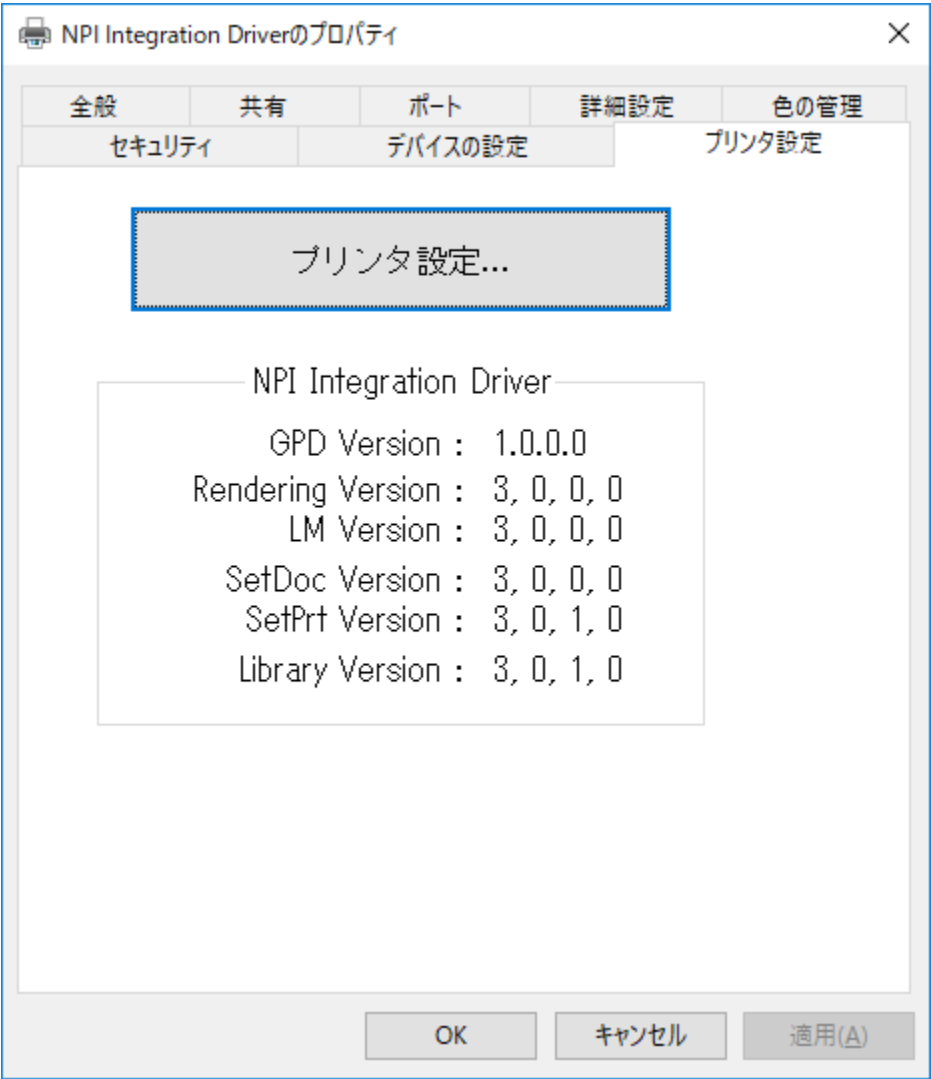 NPI Integration Driverのプロパティ
全般 共有 ポート 詳細設定 色の管理
セキュリティ デバイスの設定 プリンタ設定
プリンタ設定...
NPI Integration Driver
GPD Version : 1.0.0.0
Rendering Version : 3, 0, 0, 0
LM Version : 3, 0, 0, 0
SetDoc Version : 3, 0, 0, 0
SetPrt Version : 3, 0, 1, 0
Library Version : 3, 0, 1, 0
OK キャンセル 適用(A)